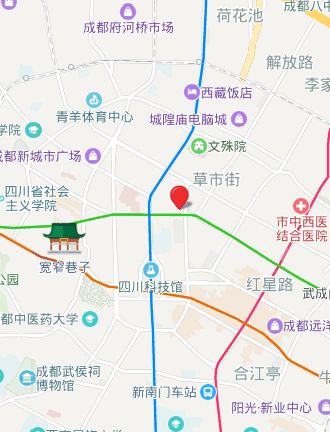 荷花池
成都八中
成都府河桥市场
解放路
李家
西藏饭店
青羊体育中心
城隍庙电脑城
学院
文殊院
成都新城市广场
草市街
四川省社会
主义学院
市中西医
结合医院
宽窄巷子
公园
四川科技馆
红星路
武成
都中医药大学
成都远洋
成都武侯祠
博物馆
合江亭
牛
新南门车站
阳光·新业中心